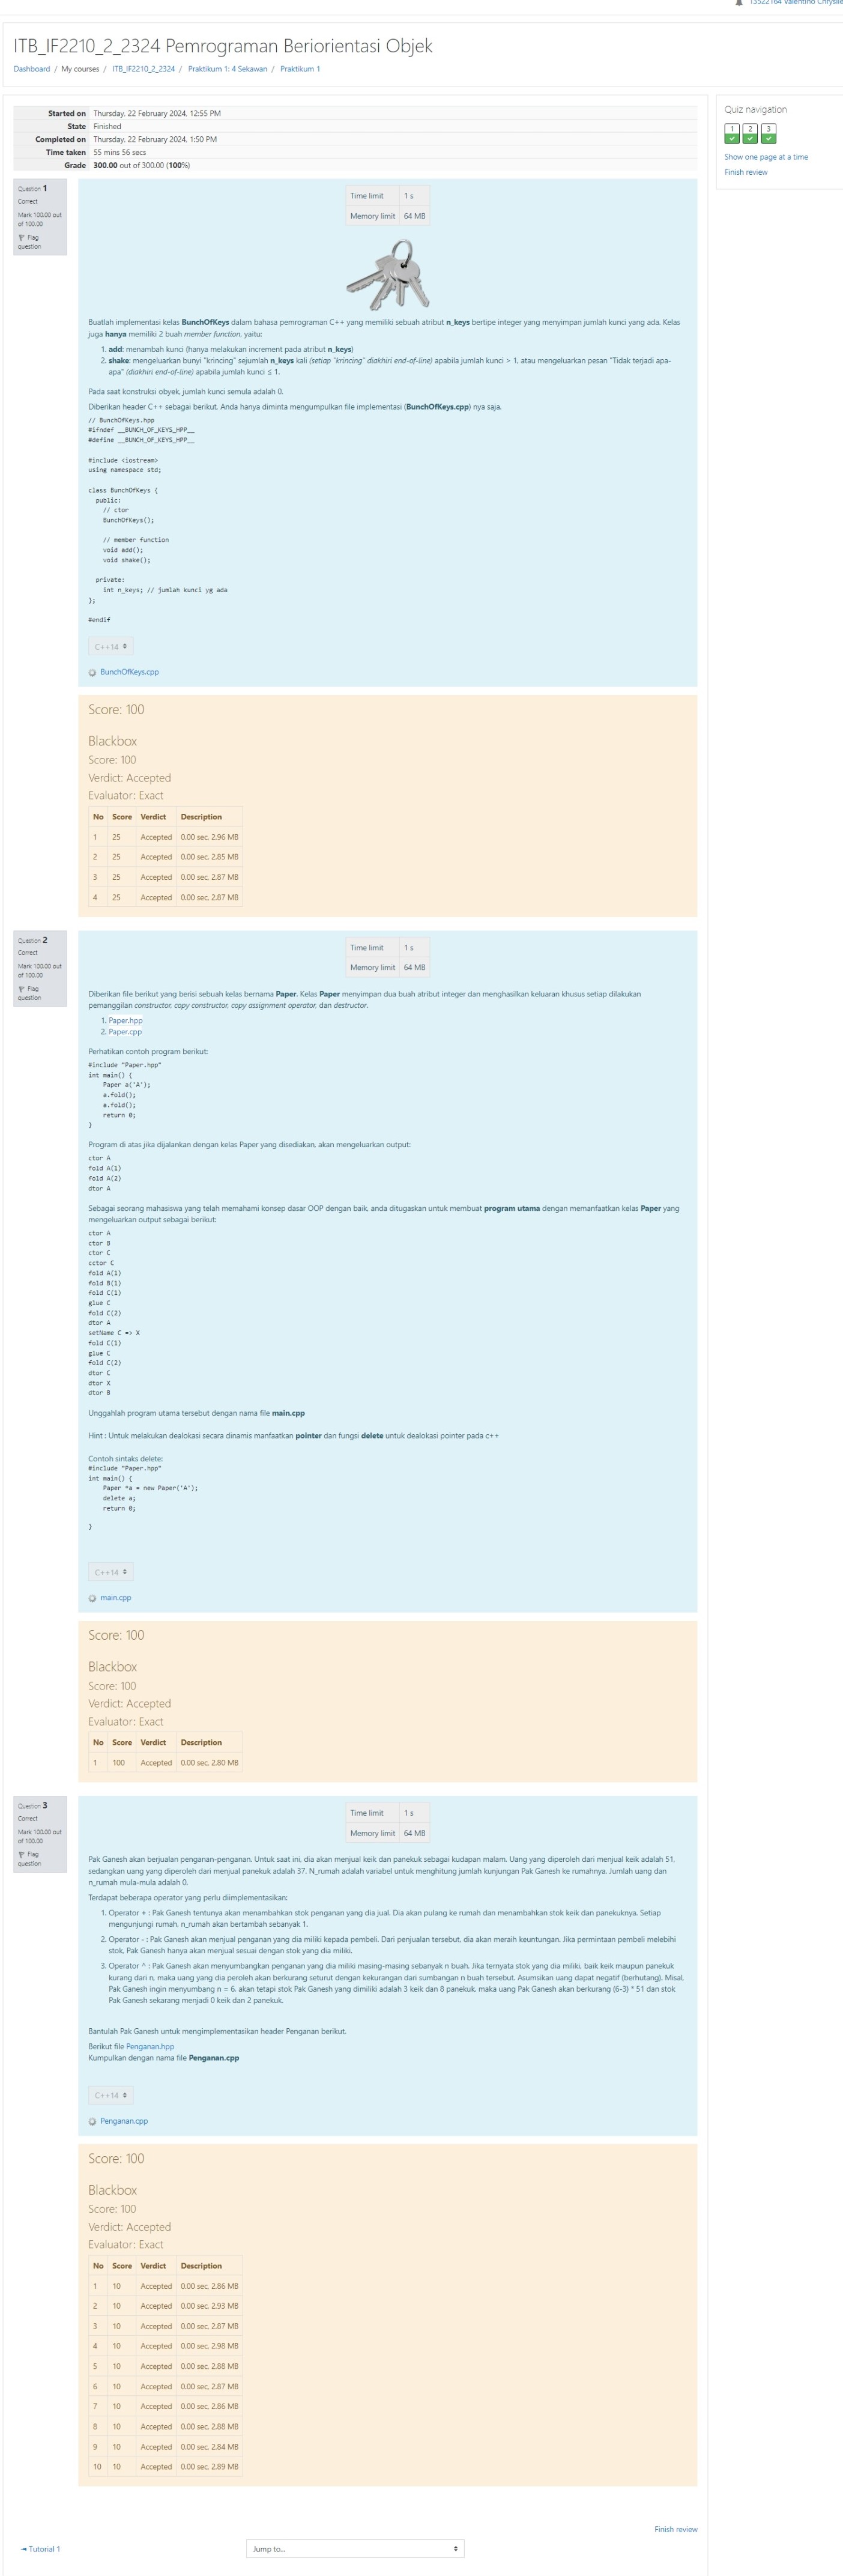 13522164 Valentino Chrysli
ITB_IF2210_2_2324 Pemrograman Beriorientasi Objek
Dashboard / My courses / ITB_IF2210_2_2324 / Praktikum 1: 4 Sekawan / Praktikum 1
Started on Thursday, 22 February 2024, 12:55 PM
State Finished
Completed on Thursday, 22 February 2024, 1:50 PM
Time taken 55 mins 56 secs
Grade 300.00 out of 300.00 (100%)
Quiz navigation
1 2 3
Show one page at a time
Finish review
Question 1
Correct
Mark 100.00 out
of 100.00
Flag
question
Time limit 1 s
Memory limit 64 MB
Buatlah implementasi kelas BunchOfKeys dalam bahasa pemrograman C++ yang memiliki sebuah atribut n_keys bertipe integer yang menyimpan jumlah kunci yang ada. Kelas
juga hanya memiliki 2 buah member function, yaitu:
1. add: menambah kunci (hanya melakukan increment pada atribut n_keys)
2. shake: mengeluarkan bunyi "krincing" sejumlah n_keys kali (setiap "krincing" diakhiri end-of-line) apabila jumlah kunci > 1, atau mengeluarkan pesan "Tidak terjadi apa-
apa" (diakhiri end-of-line) apabila jumlah kunci ≤ 1.
Pada saat konstruksi obyek, jumlah kunci semula adalah 0.
Diberikan header C++ sebagai berikut, Anda hanya diminta mengumpulkan file implementasi (BunchOfKeys.cpp) nya saja.
// BunchOfKeys.hpp
#ifndef __BUNCH_OF_KEYS_HPP__
#define __BUNCH_OF_KEYS_HPP__
#include <iostream>
using namespace std;
class BunchOfKeys {
public:
// ctor
BunchOfKeys();
// member function
void add();
void shake();
private:
int n_keys; // jumlah kunci yg ada
};
#endif
C++14
BunchOfKeys.cpp
Score: 100
Blackbox
Score: 100
Verdict: Accepted
Evaluator: Exact
No Score Verdict Description
1 25 Accepted 0.00 sec, 2.96 MB
2 25 Accepted 0.00 sec, 2.85 MB
3 25 Accepted 0.00 sec, 2.87 MB
4 25 Accepted 0.00 sec, 2.87 MB
Question 2
Correct
Mark 100.00 out
of 100.00
Flag
question
Time limit 1 s
Memory limit 64 MB
Diberikan file berikut yang berisi sebuah kelas bernama Paper. Kelas Paper menyimpan dua buah atribut integer dan menghasilkan keluaran khusus setiap dilakukan
pemanggilan constructor, copy constructor, copy assignment operator, dan destructor.
1. Paper.hpp
2. Paper.cpp
Perhatikan contoh program berikut:
#include "Paper.hpp"
int main() {
Paper a('A');
a.fold();
a.fold();
return 0;
}
Program di atas jika dijalankan dengan kelas Paper yang disediakan, akan mengeluarkan output:
ctor A
fold A(1)
fold A(2)
dtor A
Sebagai seorang mahasiswa yang telah memahami konsep dasar OOP dengan baik, anda ditugaskan untuk membuat program utama dengan memanfaatkan kelas Paper yang
mengeluarkan output sebagai berikut:
ctor A
ctor B
ctor C
cctor C
fold A(1)
fold B(1)
fold C(1)
glue C
fold C(2)
dtor A
setName C => X
fold C(1)
glue C
fold C(2)
dtor C
dtor X
dtor B
Unggahlah program utama tersebut dengan nama file main.cpp
Hint : Untuk melakukan dealokasi secara dinamis manfaatkan pointer dan fungsi delete untuk dealokasi pointer pada c++
Contoh sintaks delete:
#include "Paper.hpp"
int main() {
Paper *a = new Paper('A');
delete a;
return 0;
}
C++14
main.cpp
Score: 100
Blackbox
Score: 100
Verdict: Accepted
Evaluator: Exact
No Score Verdict Description
1 100 Accepted 0.00 sec, 2.80 MB
Question 3
Correct
Mark 100.00 out
of 100.00
Flag
question
Time limit 1 s
Memory limit 64 MB
Pak Ganesh akan berjualan penganan-penganan. Untuk saat ini, dia akan menjual keik dan panekuk sebagai kudapan malam. Uang yang diperoleh dari menjual keik adalah 51,
sedangkan uang yang diperoleh dari menjual panekuk adalah 37. N_rumah adalah variabel untuk menghitung jumlah kunjungan Pak Ganesh ke rumahnya. Jumlah uang dan
n_rumah mula-mula adalah 0.
Terdapat beberapa operator yang perlu diimplementasikan:
1. Operator + : Pak Ganesh tentunya akan menambahkan stok penganan yang dia jual. Dia akan pulang ke rumah dan menambahkan stok keik dan panekuknya. Setiap
mengunjungi rumah, n_rumah akan bertambah sebanyak 1.
2. Operator - : Pak Ganesh akan menjual penganan yang dia miliki kepada pembeli. Dari penjualan tersebut, dia akan meraih keuntungan. Jika permintaan pembeli melebihi
stok, Pak Ganesh hanya akan menjual sesuai dengan stok yang dia miliki.
3. Operator ^ : Pak Ganesh akan menyumbangkan penganan yang dia miliki masing-masing sebanyak n buah. Jika ternyata stok yang dia miliki, baik keik maupun panekuk
kurang dari n, maka uang yang dia peroleh akan berkurang seturut dengan kekurangan dari sumbangan n buah tersebut. Asumsikan uang dapat negatif (berhutang). Misal,
Pak Ganesh ingin menyumbang n = 6, akan tetapi stok Pak Ganesh yang dimiliki adalah 3 keik dan 8 panekuk, maka uang Pak Ganesh akan berkurang (6-3) * 51 dan stok
Pak Ganesh sekarang menjadi 0 keik dan 2 panekuk.
Bantulah Pak Ganesh untuk mengimplementasikan header Penganan berikut.
Berikut file Penganan.hpp
Kumpulkan dengan nama file Penganan.cpp
C++14
Penganan.cpp
Score: 100
Blackbox
Score: 100
Verdict: Accepted
Evaluator: Exact
No Score Verdict Description
1 10 Accepted 0.00 sec, 2.86 MB
2 10 Accepted 0.00 sec, 2.93 MB
3 10 Accepted 0.00 sec, 2.87 MB
4 10 Accepted 0.00 sec, 2.98 MB
5 10 Accepted 0.00 sec, 2.88 MB
6 10 Accepted 0.00 sec, 2.87 MB
7 10 Accepted 0.00 sec, 2.86 MB
8 10 Accepted 0.00 sec, 2.88 MB
9 10 Accepted 0.00 sec, 2.84 MB
10 10 Accepted 0.00 sec, 2.89 MB
Finish review
Tutorial 1
Jump to...